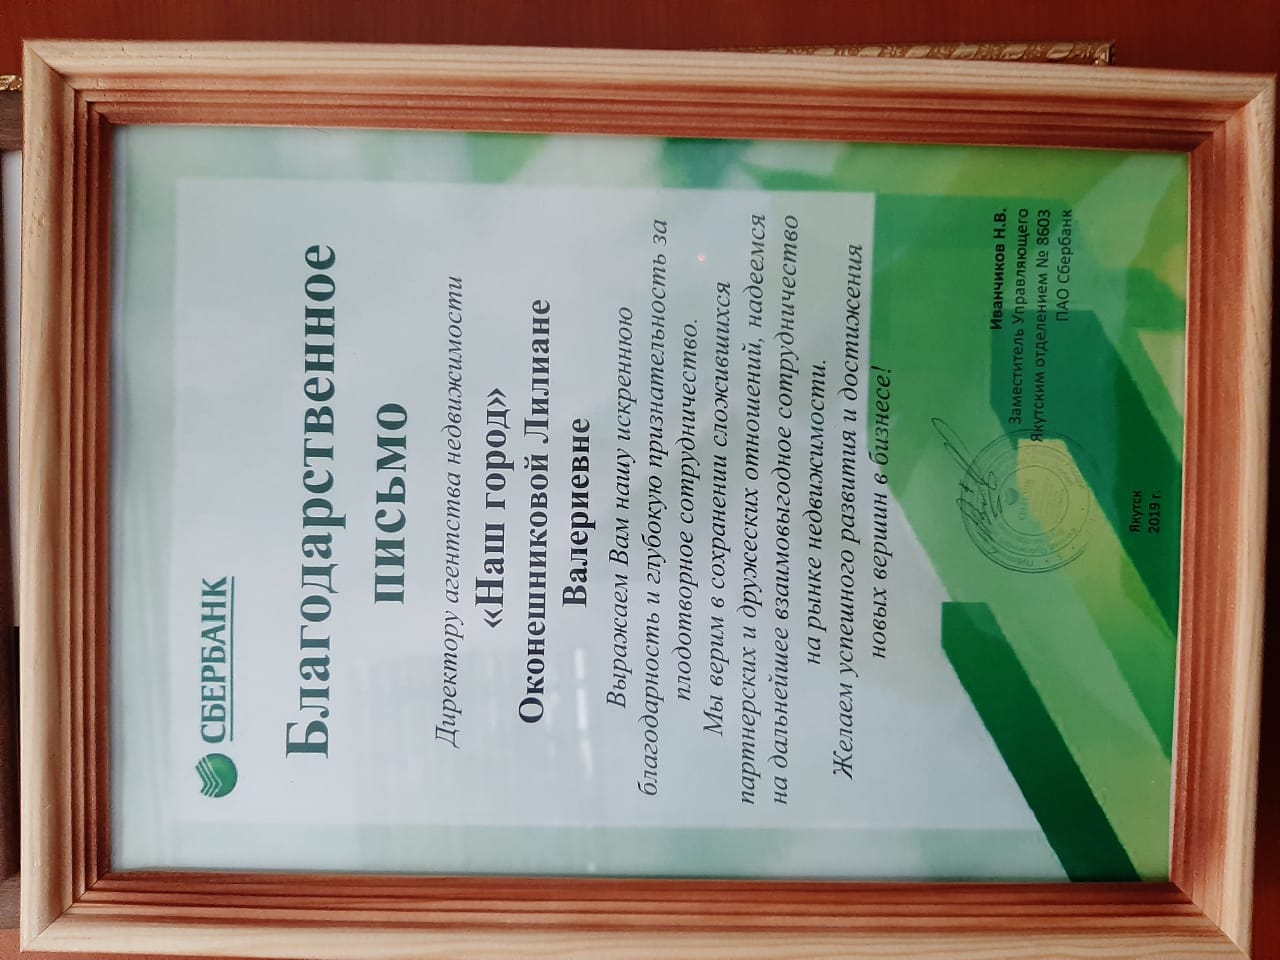 СБЕРБАНК
Благодарственное
письмо
Директору агентства недвижимости
«Наш город»
Оконешниковой Лилиане
Валериевне
Выражаем Вам нашу искреннюю
благодарность и глубокую признательность за
плодотворное сотрудничество.
Мы верим в сохранении сложившихся
партнерских и дружеских отношений, надеемся
на дальнейшее взаимовыгодное сотрудничество
на рынке недвижимости.
Желаем успешного развития и достижения
новых вершин в бизнесе!
Иванчиков Н.В.
Заместитель Управляющего
Якутским отделением № 8603
ПАО Сбербанк
Якутск
2019 г.